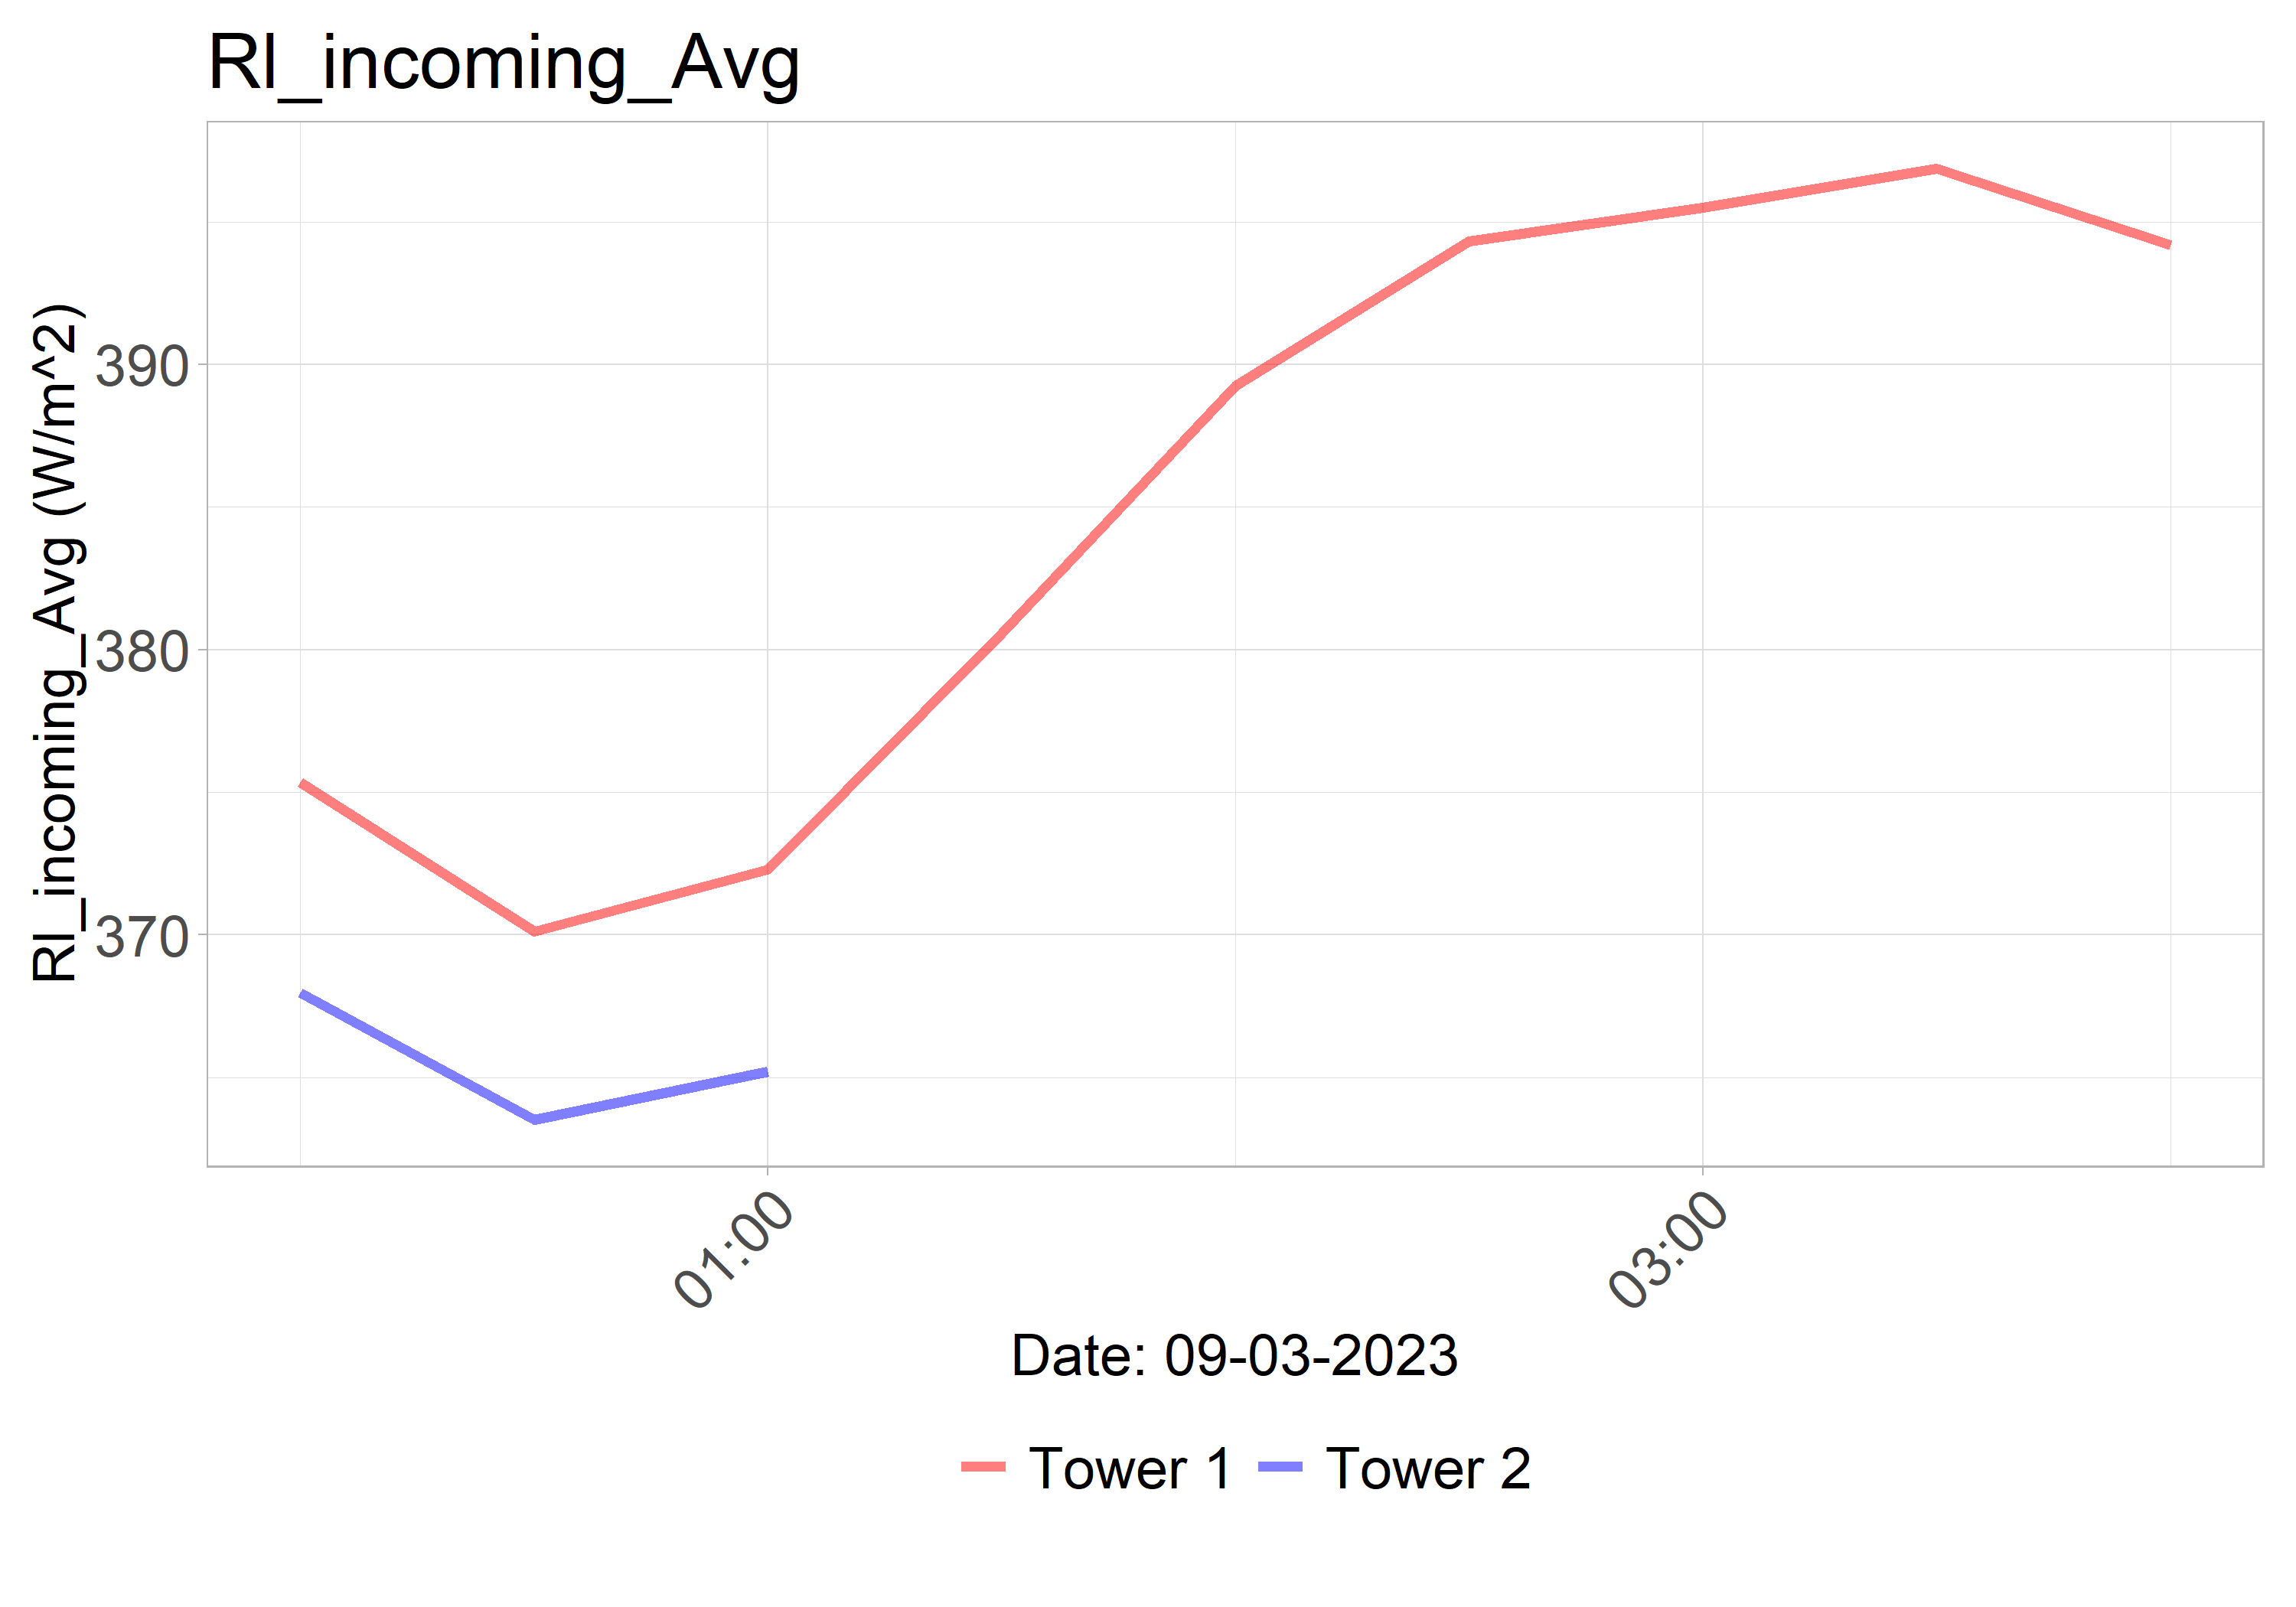 Rl_incoming_Avg
Rl_incoming_Avg (W/m^2)
390
380
370
01:00
03:00
Date: 09-03-2023
Tower 1
Tower 2